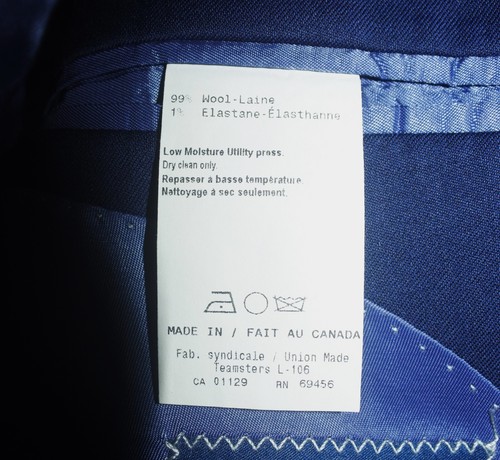 99% Wool-Laine
1% Elastane-Élasthanne
Low Moisture Utility press.
Dry clean only.
Repasser à basse température.
Nettoyage à sec seulement.
MADE IN / FAIT AU CANADA
Fab. syndicale / Union Made
Teamsters L-106
CA 01129 RN 69456